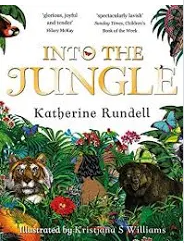 'glorious, joyful
and tender'
Hilary McKay
'spectacularly lavish'
Sunday Times, Children's
Book of the Week
INTO THE
JUNGLE
Katherine Rundell
Illustrated by Kristjana S Williams